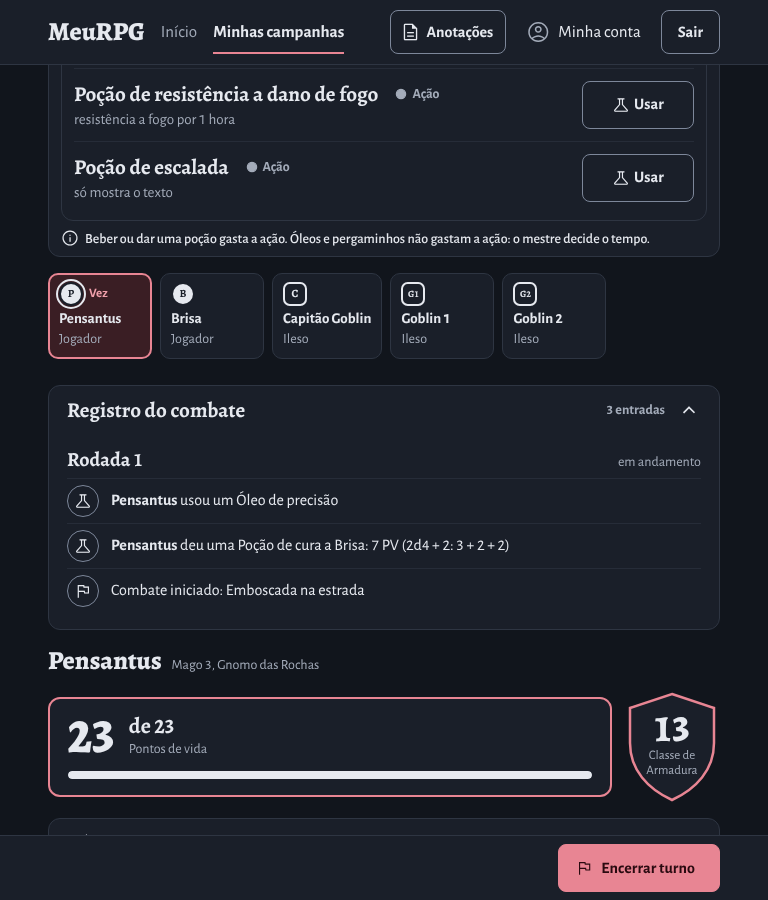 MeuRPG Início Minhas campanhas Anotações Minha conta Sair
Poção de resistência a dano de fogo Ação
resistência a fogo por 1 hora
Usar
Poção de escalada Ação
só mostra o texto
Usar
Beber ou dar uma poção gasta a ação. Óleos e pergaminhos não gastam a ação: o mestre decide o tempo.
P Vez
Pensantus
Jogador
B
Brisa
Jogador
C
Capitão Goblin
Ileso
G1
Goblin 1
Ileso
G2
Goblin 2
Ileso
Registro do combate 3 entradas
Rodada 1 em andamento
Pensantus usou um Óleo de precisão
Pensantus deu uma Poção de cura a Brisa: 7 PV (2d4 + 2: 3 + 2 + 2)
Combate iniciado: Emboscada na estrada
Pensantus Mago 3, Gnomo das Rochas
23 de 23
Pontos de vida
13
Classe de
Armadura
Encerrar turno